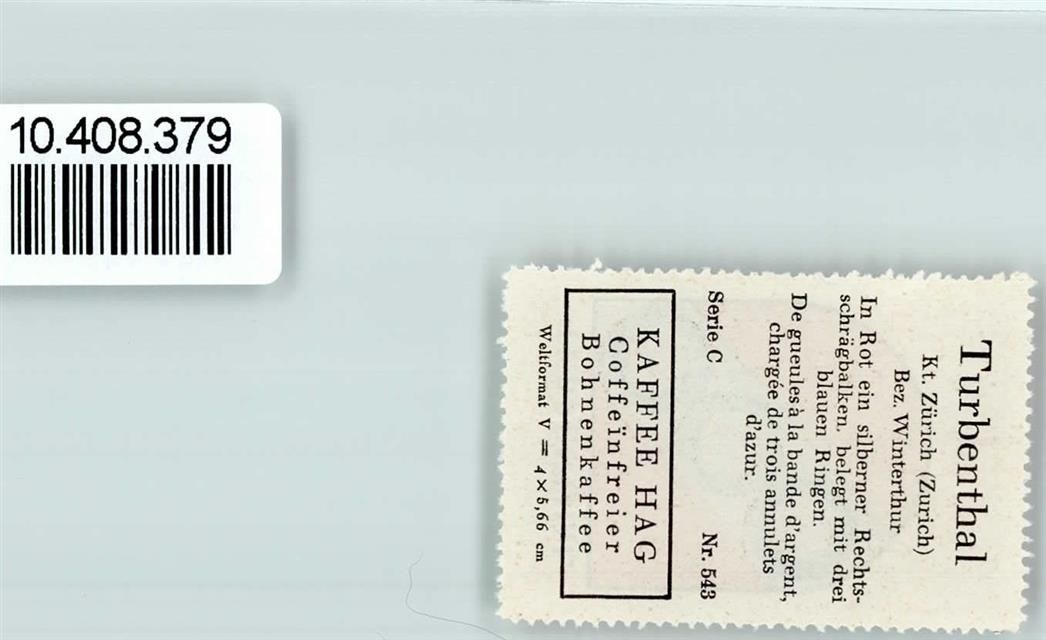 10.408.379
Turbenthal
Kt. Zürich (Zurich)
Bez. Winterthur
In Rot ein silberner Rechts-
schrägbalken, belegt mit drei
blauen Ringen.
De gueules à la bande d'argent,
chargée de trois annulets
d'azur.
Serie C Nr. 543
KAFFEE HAG
Coffeïnfreier
Bohnenkaffee
Weltformat V = 4 × 5,66 cm